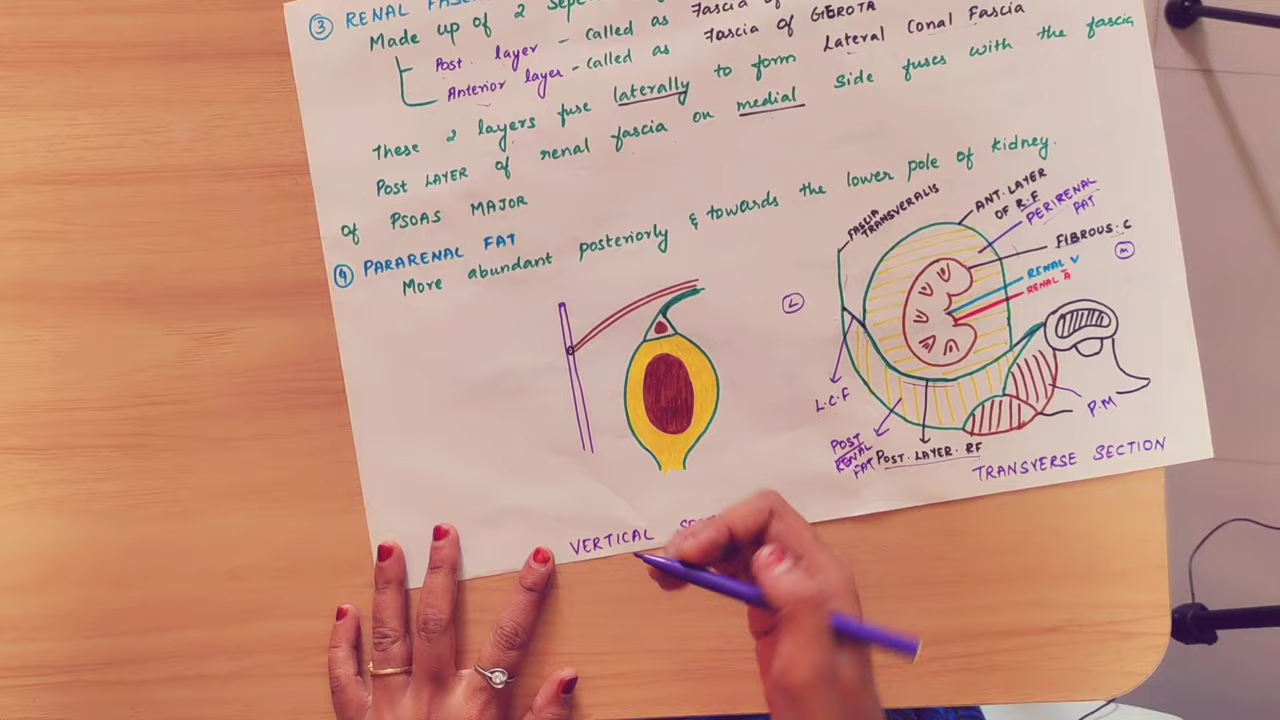 ③ RENAL
Made up of 2
Post. layer - called as Fascia of
Anterior layer - called as Fascia of GEROTA
These 2 layers fuse laterally to form Lateral Conal Fascia
Post LAYER of renal fascia on medial side fuses with the fascia
of PSOAS MAJOR
④ PARARENAL FAT
More abundant posteriorly & towards the lower pole of kidney.
FASCIA
TRANSVERALIS
ANT. LAYER
OF R.F
PERIRENAL
FAT
FIBROUS. C
M
RENAL V
RENAL A
L
L.C.F
P.M
POST
RENAL
FAT
POST. LAYER. RF
TRANSVERSE SECTION
VERTICAL